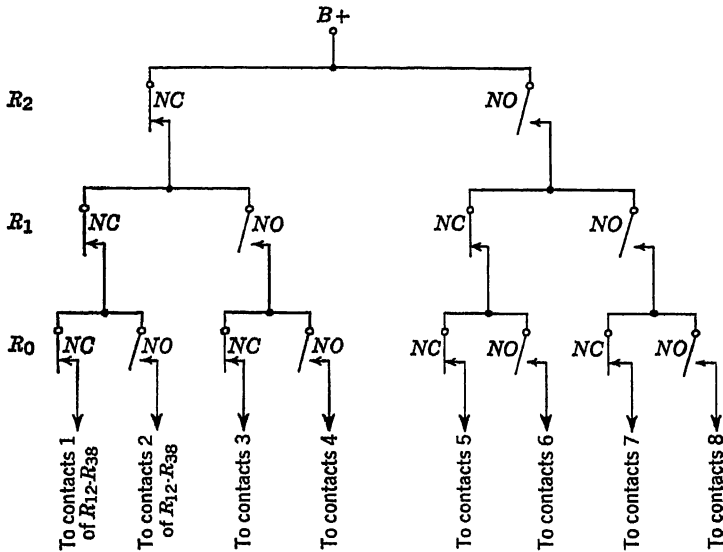 B+
R2
NC
NO
R1
NC
NO
NC
NO
R0
NC
NO
NC
NO
NC
NO
NC
NO
To contacts 1
of R12-R38
To contacts 2
of R12-R38
To contacts 3
To contacts 4
To contacts 5
To contacts 6
To contacts 7
To contacts 8